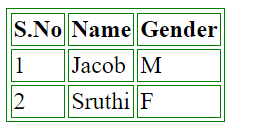 S.No Name Gender
1 Jacob M
2 Sruthi F